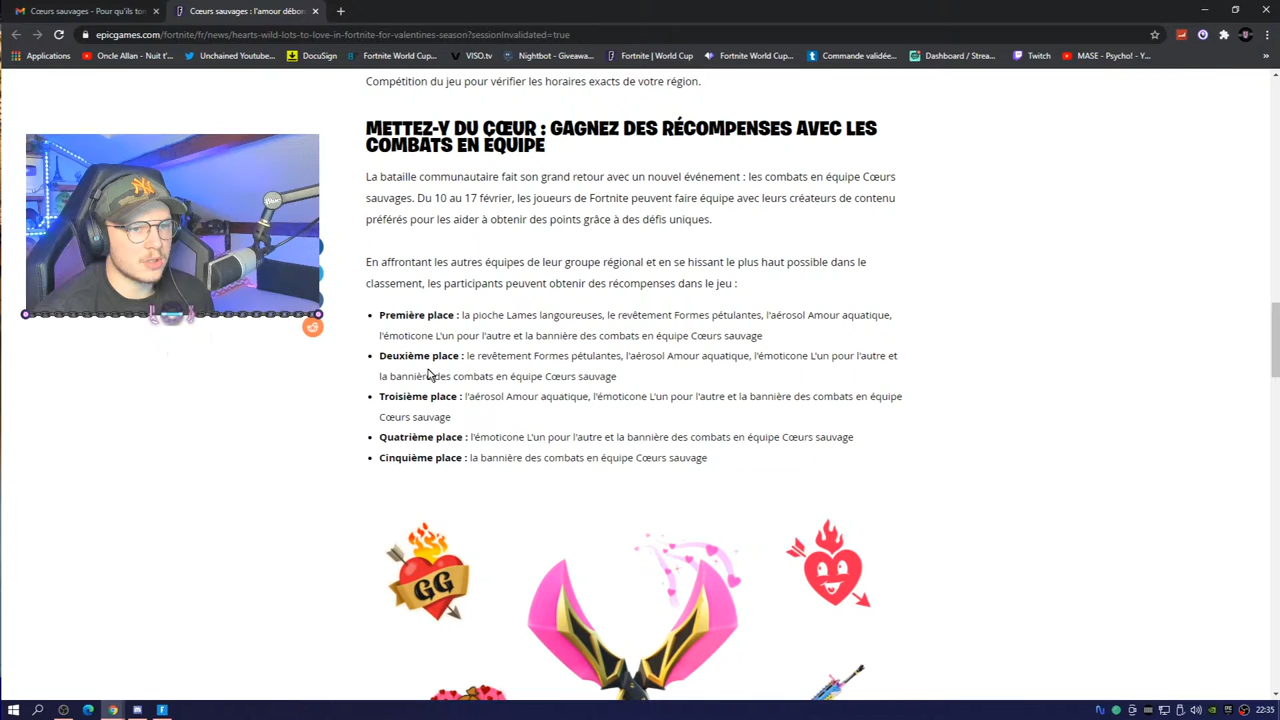 Cœurs sauvages - Pour qu'ils to
Cœurs sauvages : l'amour débor
epicgames.com/fortnite/fr/news/hearts-wild-lots-to-love-in-fortnite-for-valentines-season?sessionInvalidated=true
Applications
Oncle Allan - Nuit t'...
Unchained Youtube...
DocuSign
Fortnite World Cup...
VISO.tv
Nightbot - Giveawa...
Fortnite | World Cup
Fortnite World Cup...
Commande validée...
Dashboard / Strea...
Twitch
MASE - Psycho! - Y...
Compétition du jeu pour vérifier les horaires exacts de votre région.
METTEZ-Y DU CŒUR : GAGNEZ DES RÉCOMPENSES AVEC LES
COMBATS EN ÉQUIPE
La bataille communautaire fait son grand retour avec un nouvel événement : les combats en équipe Cœurs
sauvages. Du 10 au 17 février, les joueurs de Fortnite peuvent faire équipe avec leurs créateurs de contenu
préférés pour les aider à obtenir des points grâce à des défis uniques.
En affrontant les autres équipes de leur groupe régional et en se hissant le plus haut possible dans le
classement, les participants peuvent obtenir des récompenses dans le jeu :
• Première place : la pioche Lames langoureuses, le revêtement Formes pétulantes, l'aérosol Amour aquatique,
l'émoticone L'un pour l'autre et la bannière des combats en équipe Cœurs sauvage
• Deuxième place : le revêtement Formes pétulantes, l'aérosol Amour aquatique, l'émoticone L'un pour l'autre et
la bannière des combats en équipe Cœurs sauvage
• Troisième place : l'aérosol Amour aquatique, l'émoticone L'un pour l'autre et la bannière des combats en équipe
Cœurs sauvage
• Quatrième place : l'émoticone L'un pour l'autre et la bannière des combats en équipe Cœurs sauvage
• Cinquième place : la bannière des combats en équipe Cœurs sauvage
GG
22:35